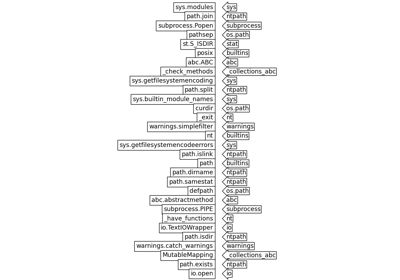 sys.modules sys
path.join ntpath
subprocess.Popen subprocess
pathsep os.path
st.S_ISDIR stat
posix builtins
abc.ABC abc
_check_methods _collections_abc
sys.getfilesystemencoding sys
path.split ntpath
sys.builtin_module_names sys
curdir os.path
_exit nt
warnings.simplefilter warnings
nt builtins
sys.getfilesystemencodeerrors sys
path.islink ntpath
path builtins
path.dirname ntpath
path.samestat ntpath
defpath os.path
abc.abstractmethod abc
subprocess.PIPE subprocess
_have_functions nt
io.TextIOWrapper io
path.isdir ntpath
warnings.catch_warnings warnings
MutableMapping _collections_abc
path.exists ntpath
io.open io